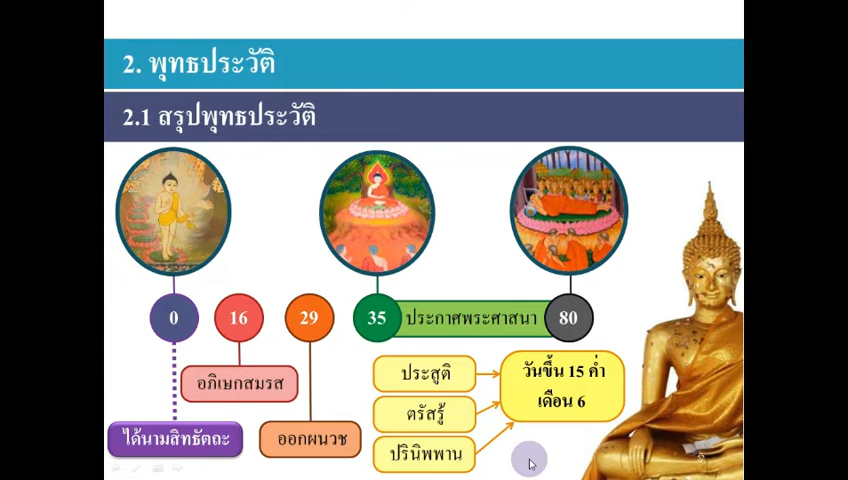 2. พุทธประวัติ
2.1 สรุปพุทธประวัติ
0
16
29
35
ประกาศพระศาสนา
80
อภิเษกสมรส
ได้นามสิทธัตถะ
ออกผนวช
ประสูติ
ตรัสรู้
ปรินิพพาน
วันขึ้น 15 ค่ำ
เดือน 6